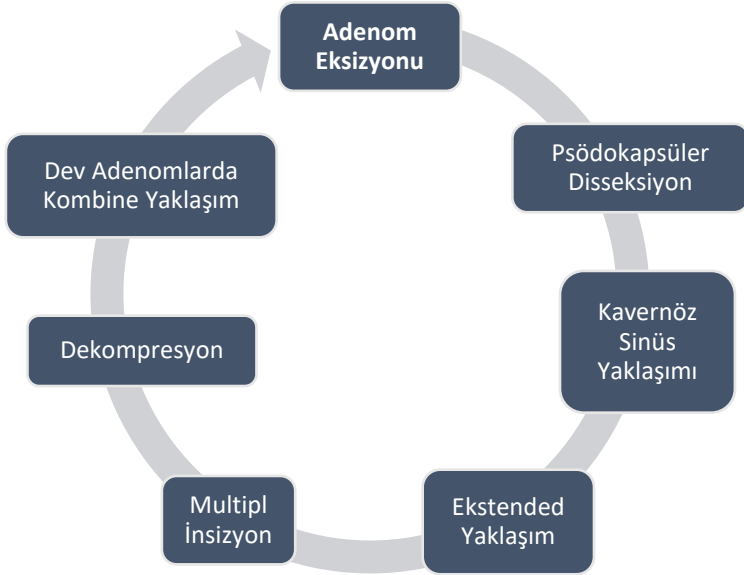 Adenom
Eksizyonu
Psödokapsüler
Disseksiyon
Kavernöz
Sinüs
Yaklaşımı
Ekstended
Yaklaşım
Multipl
İnsizyon
Dekompresyon
Dev Adenomlarda
Kombine Yaklaşım